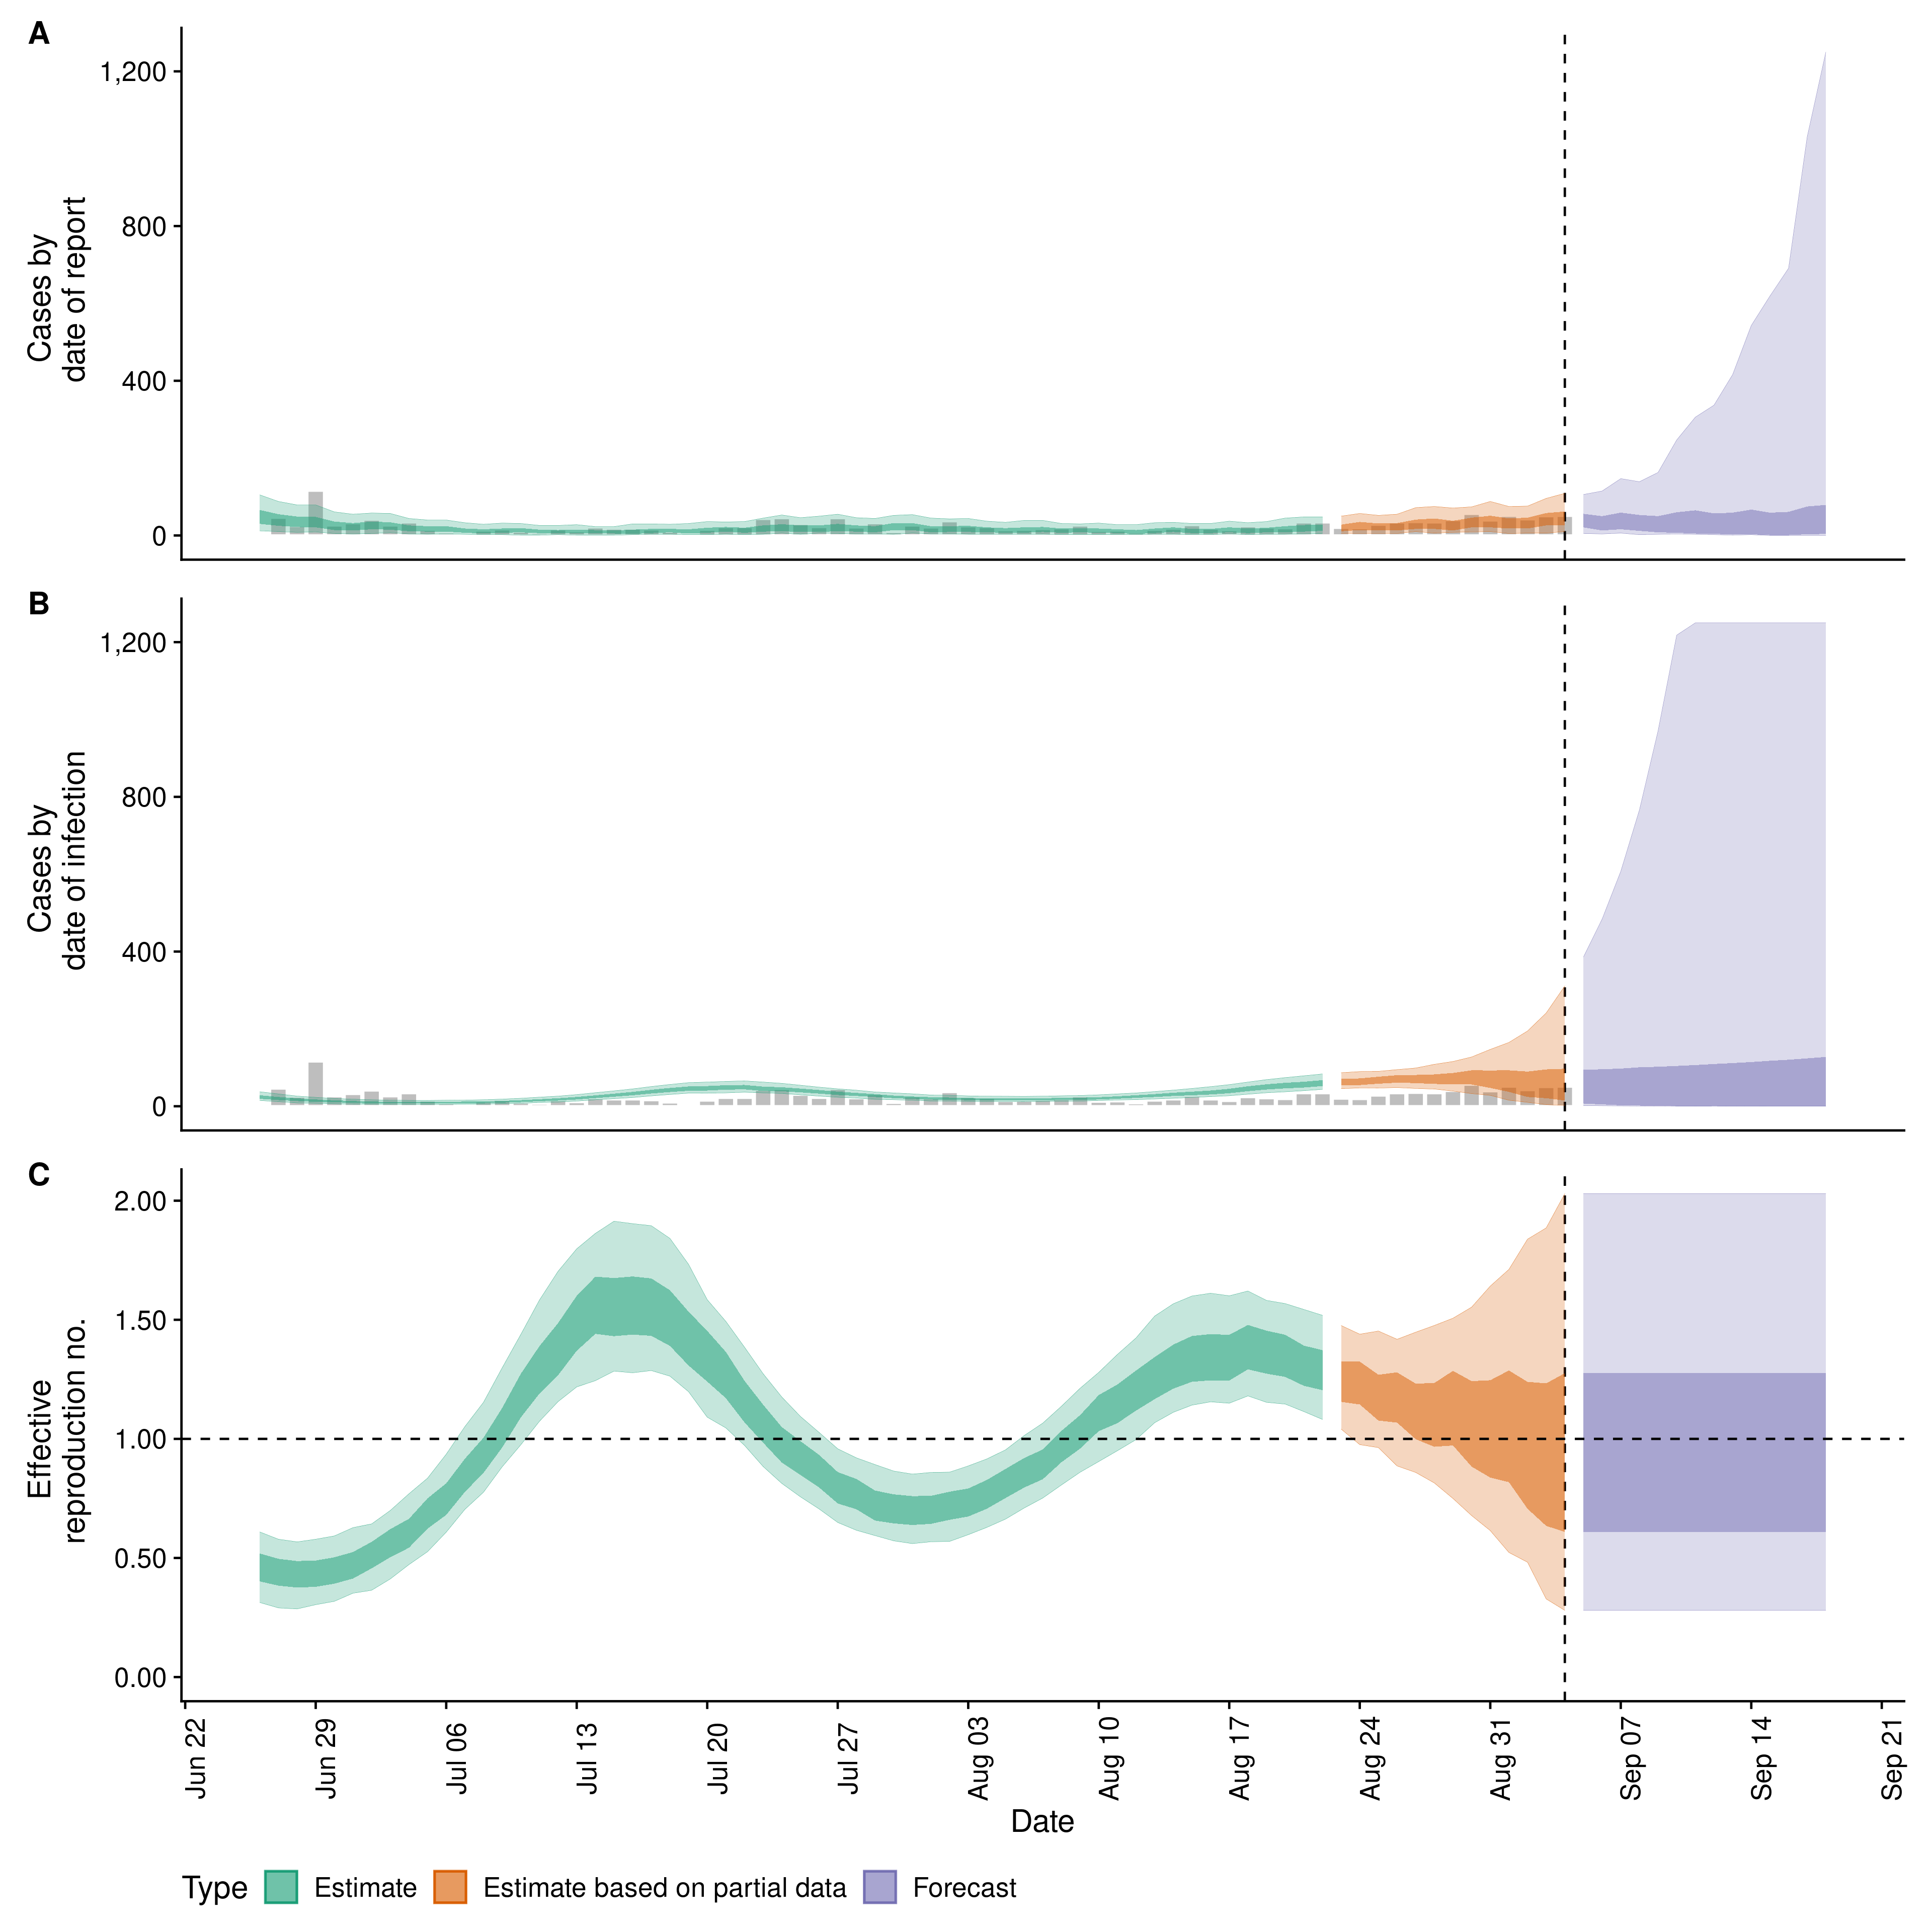 A
1,200
800
400
0
Cases by
date of report
B
1,200
800
400
0
Cases by
date of infection
C
2.00
1.50
1.00
0.50
0.00
Effective
reproduction no.
Jun 22
Jun 29
Jul 06
Jul 13
Jul 20
Jul 27
Aug 03
Aug 10
Aug 17
Aug 24
Aug 31
Sep 07
Sep 14
Sep 21
Date
Type Estimate Estimate based on partial data Forecast